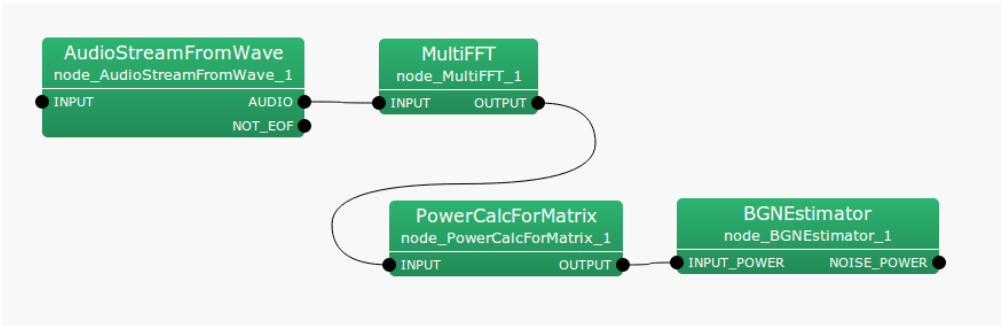 AudioStreamFromWave
node_AudioStreamFromWave_1
INPUT AUDIO
NOT_EOF
MultiFFT
node_MultiFFT_1
INPUT OUTPUT
PowerCalcForMatrix
node_PowerCalcForMatrix_1
INPUT OUTPUT
BGNEstimator
node_BGNEstimator_1
INPUT_POWER NOISE_POWER